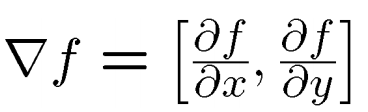 ∇f = [∂f/∂x, ∂f/∂y]